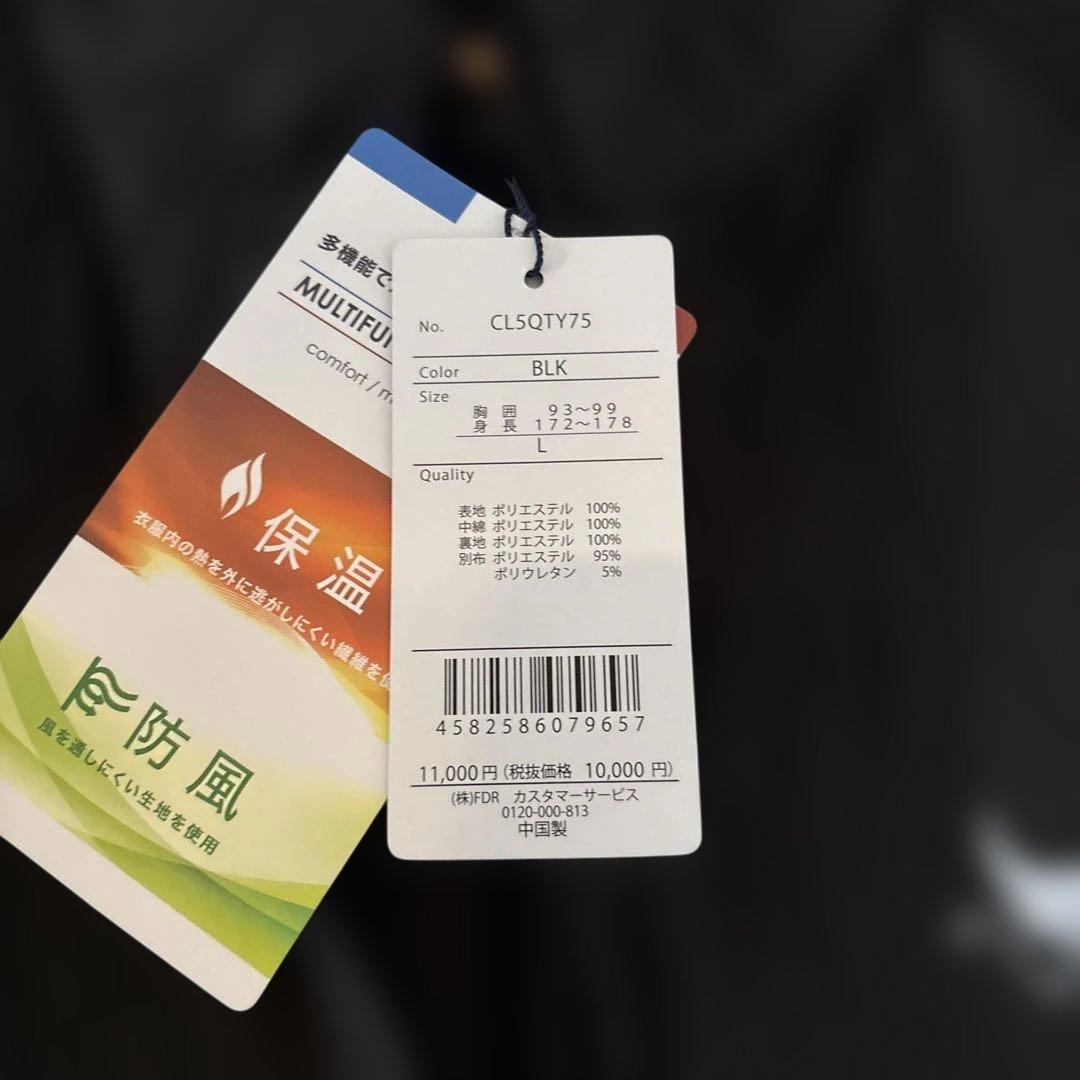 多機能で
MULTIFU
comfort / m
保温
衣服内の熱を外に逃がしにくい繊維を使
防風
風を通しにくい生地を使用
No. CL5QTY75
Color BLK
Size
胸 囲 93〜99
身 長 172〜178
L
Quality
表地 ポリエステル 100%
中綿 ポリエステル 100%
裏地 ポリエステル 100%
別布 ポリエステル 95%
ポリウレタン 5%
4582586079657
11,000円(税抜価格 10,000 円)
(株)FDR カスタマーサービス
0120-000-813
中国製